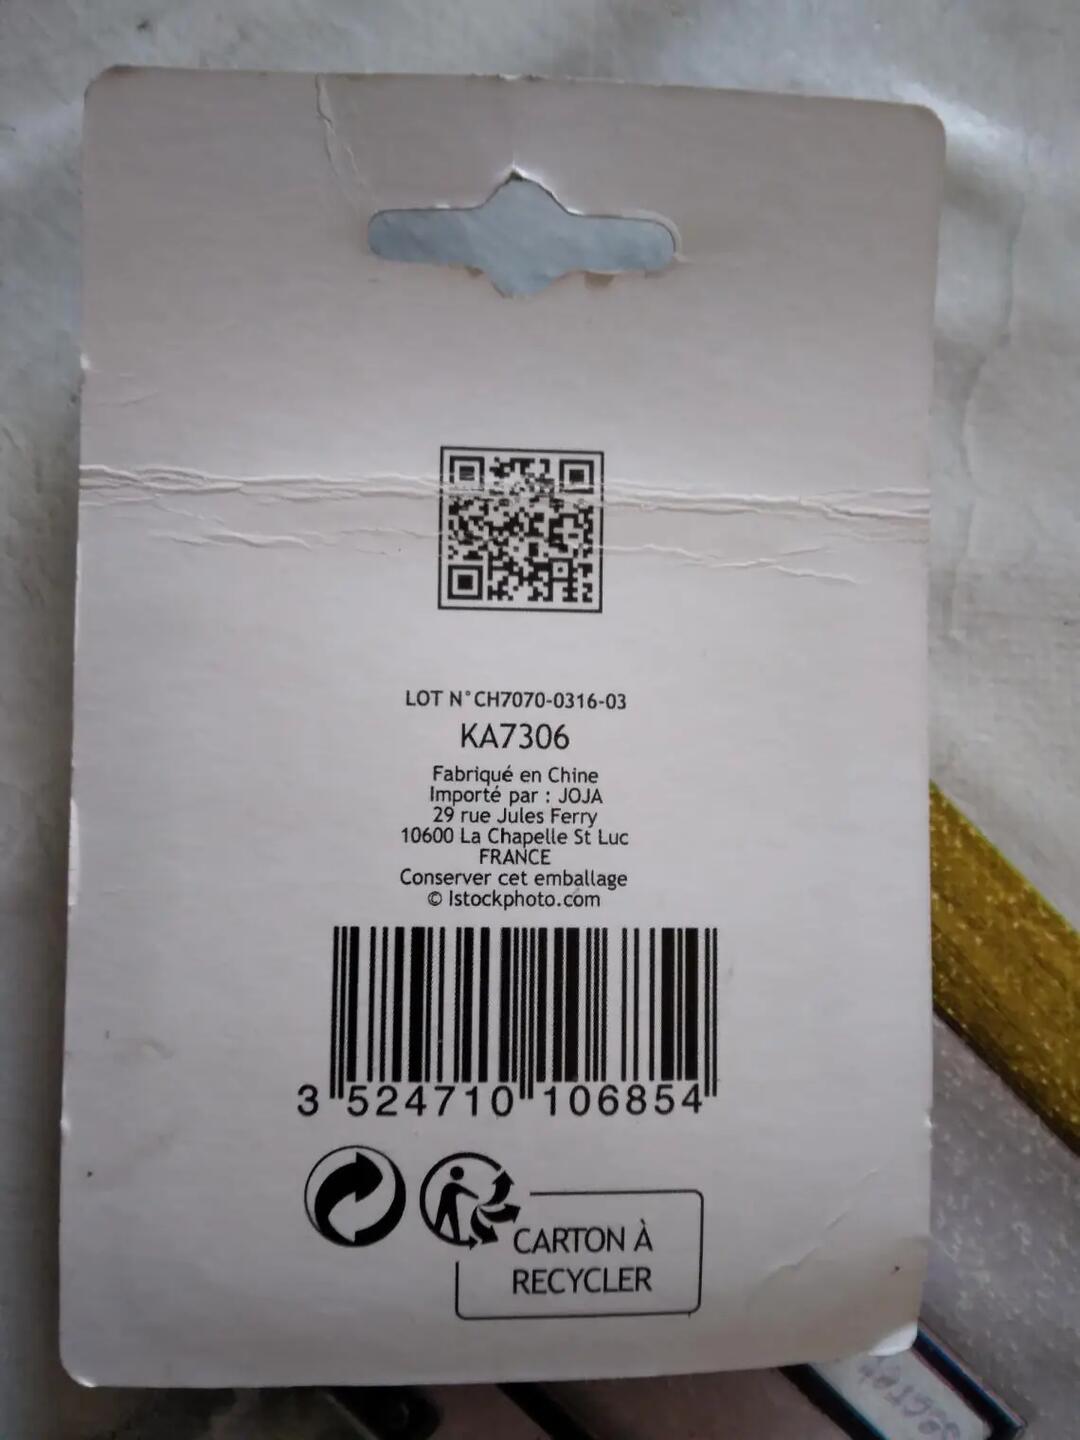 LOT N°CH7070-0316-03
KA7306
Fabriqué en Chine
Importé par : JOJA
29 rue Jules Ferry
10600 La Chapelle St Luc
FRANCE
Conserver cet emballage
© Istockphoto.com
3 524710 106854
CARTON À
RECYCLER